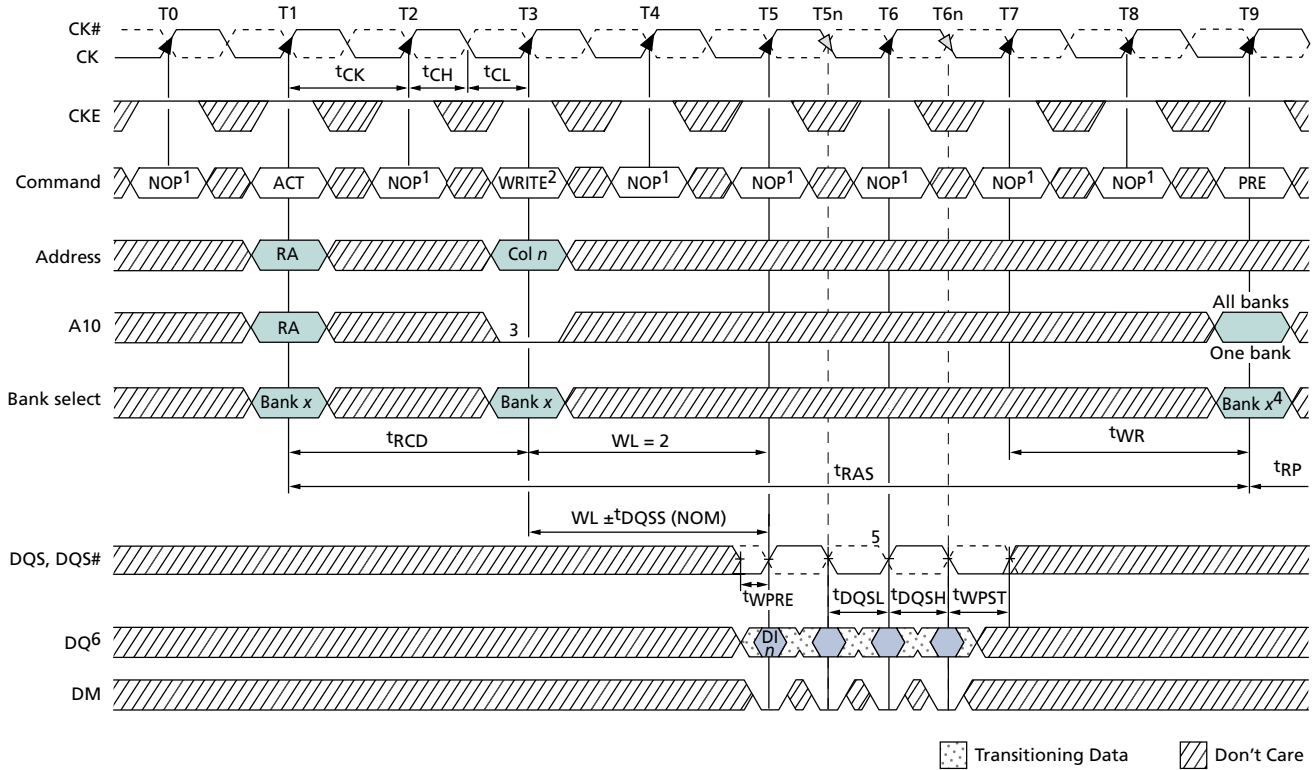 T0 T1 T2 T3 T4 T5 T5n T6 T6n T7 T8 T9
CK#
CK
tCK tCH tCL
CKE
Command NOP1 ACT NOP1 WRITE2 NOP1 NOP1 NOP1 NOP1 NOP1 PRE
Address RA Col n
All banks
A10 RA 3
One bank
Bank select Bank x Bank x Bank x4
tRCD WL = 2 tWR
tRAS tRP
WL ±tDQSS (NOM)
5
DQS, DQS#
tWPRE tDQSL tDQSH tWPST
DQ6 DI
n
DM
Transitioning Data Don't Care